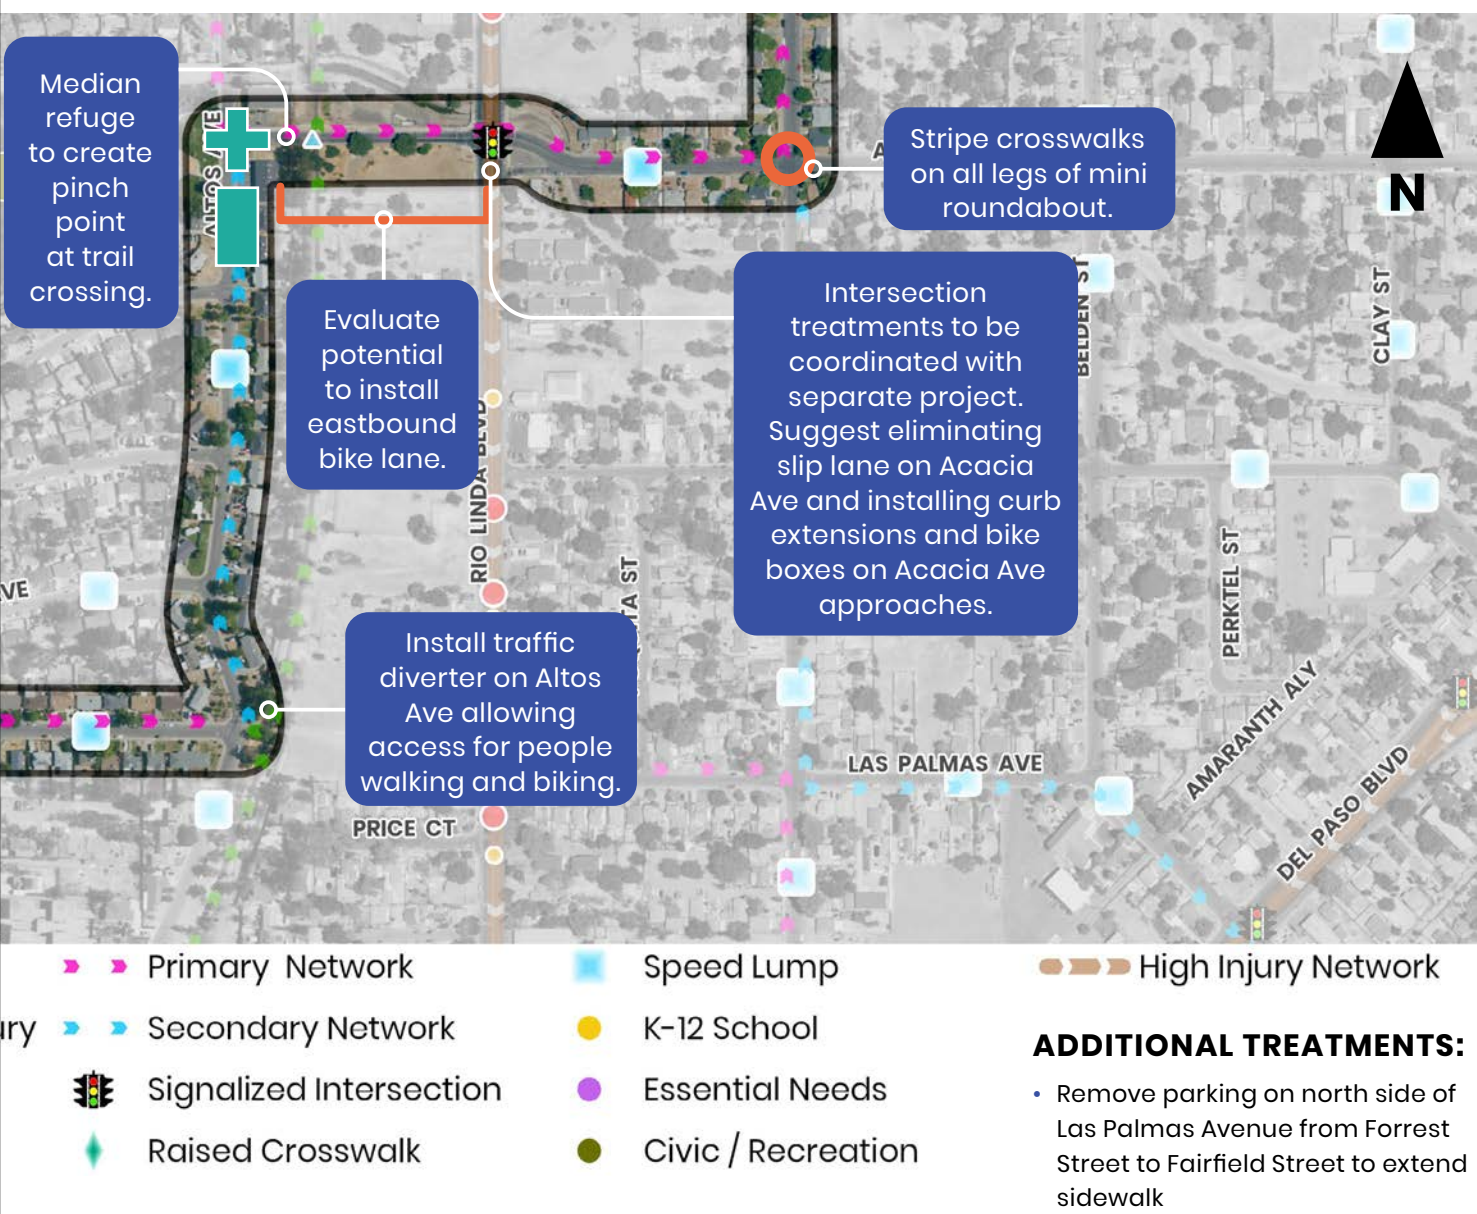 Median
refuge
to create
pinch
point
at trail
crossing.
ALTOS AVE
Stripe crosswalks
on all legs of mini
roundabout.
N
Evaluate
potential
to install
eastbound
bike lane.
Intersection
treatments to be
coordinated with
separate project.
Suggest eliminating
slip lane on Acacia
Ave and installing curb
extensions and bike
boxes on Acacia Ave
approaches.
BELDEN ST
CLAY ST
RIO LINDA BLVD
PERKTEL ST
VE
ST
Install traffic
diverter on Altos
Ave allowing
access for people
walking and biking.
AMARANTH ALY
LAS PALMAS AVE
DEL PASO BLVD
PRICE CT
Primary Network
Speed Lump
High Injury Network
ury
Secondary Network
K-12 School
Signalized Intersection
Essential Needs
Raised Crosswalk
Civic / Recreation
ADDITIONAL TREATMENTS:
• Remove parking on north side of
Las Palmas Avenue from Forrest
Street to Fairfield Street to extend
sidewalk